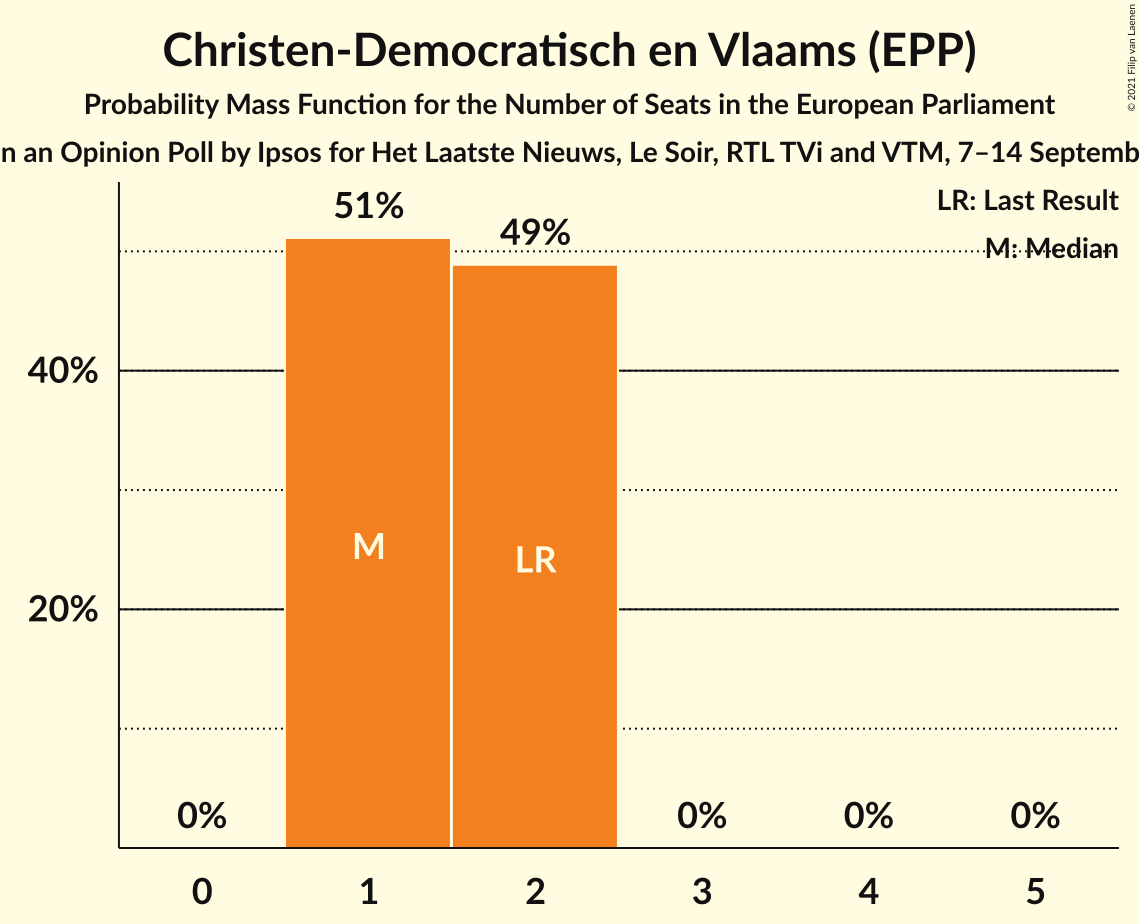 Christen-Democratisch en Vlaams (EPP)
Probability Mass Function for the Number of Seats in the European Parliament
an Opinion Poll by Ipsos for Het Laatste Nieuws, Le Soir, RTL TVi and VTM, 7–14
© 2021 Filip van Laenen
LR: Last Result
M: Median
51%
49%
40%
20%
M
LR
0%
0%
0%
0%
0
1
2
3
4
5